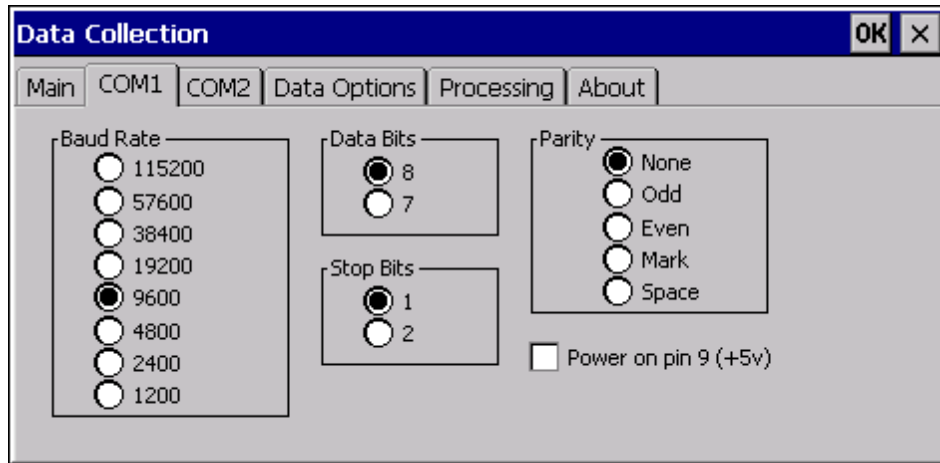 Data Collection OK ×
Main COM1 COM2 Data Options Processing About
Baud Rate
115200
57600
38400
19200
9600
4800
2400
1200
Data Bits
8
7
Stop Bits
1
2
Parity
None
Odd
Even
Mark
Space
Power on pin 9 (+5v)